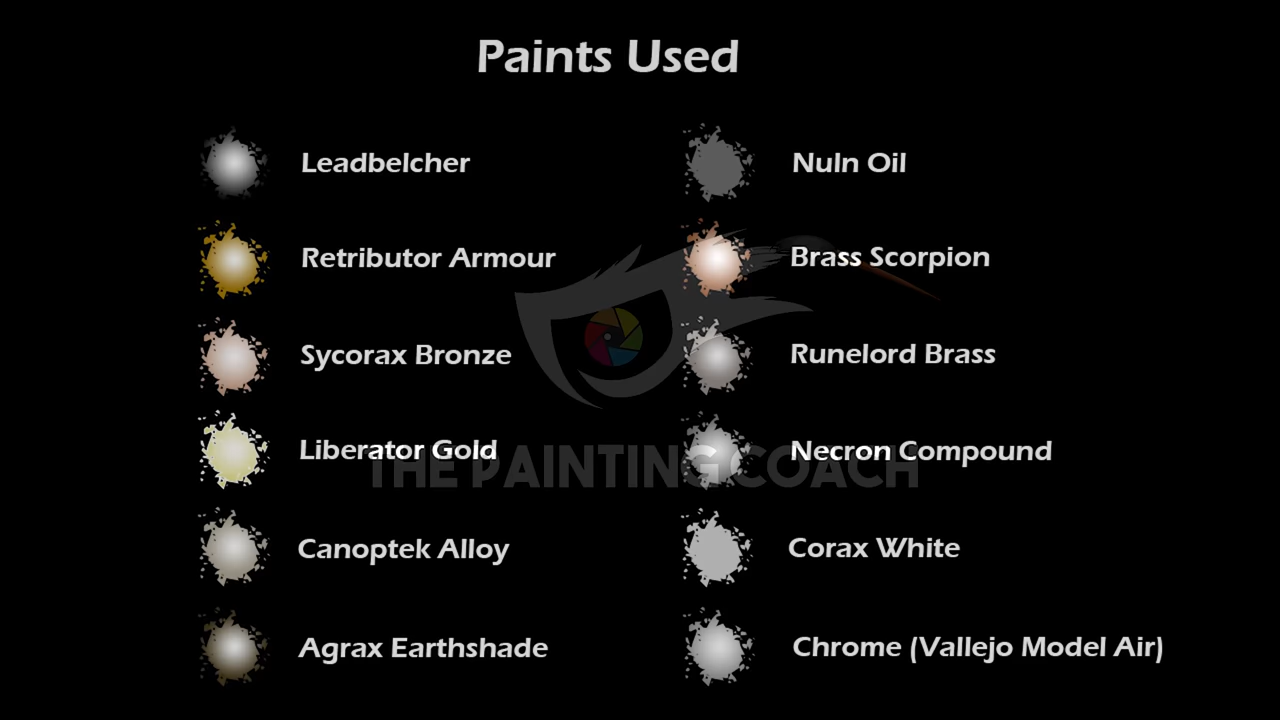 Paints Used
Leadbelcher
Retributor Armour
Sycorax Bronze
Liberator Gold
Canoptek Alloy
Agrax Earthshade
Nuln Oil
Brass Scorpion
Runelord Brass
Necron Compound
Corax White
Chrome (Vallejo Model Air)
THE PAINTING COACH